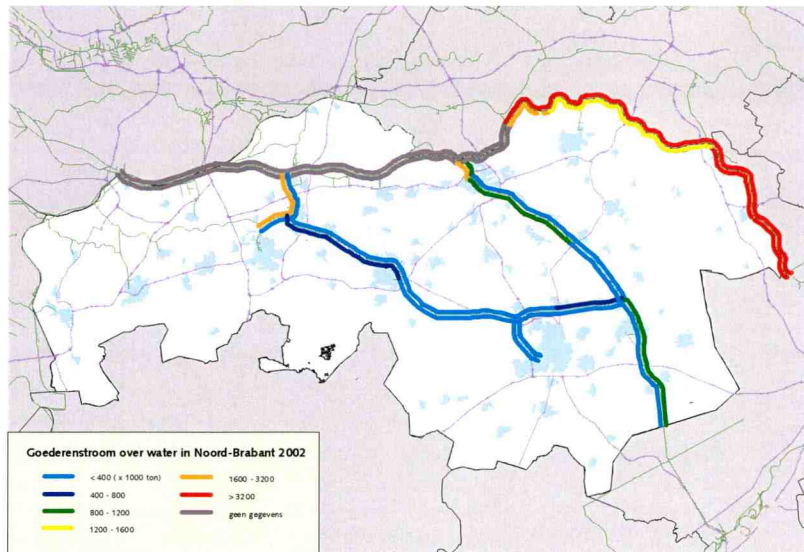 Goederenstroom over water in Noord-Brabant 2002
< 400 ( x 1000 ton)
400 - 800
800 - 1200
1200 - 1600
1600 - 3200
> 3200
geen gegevens